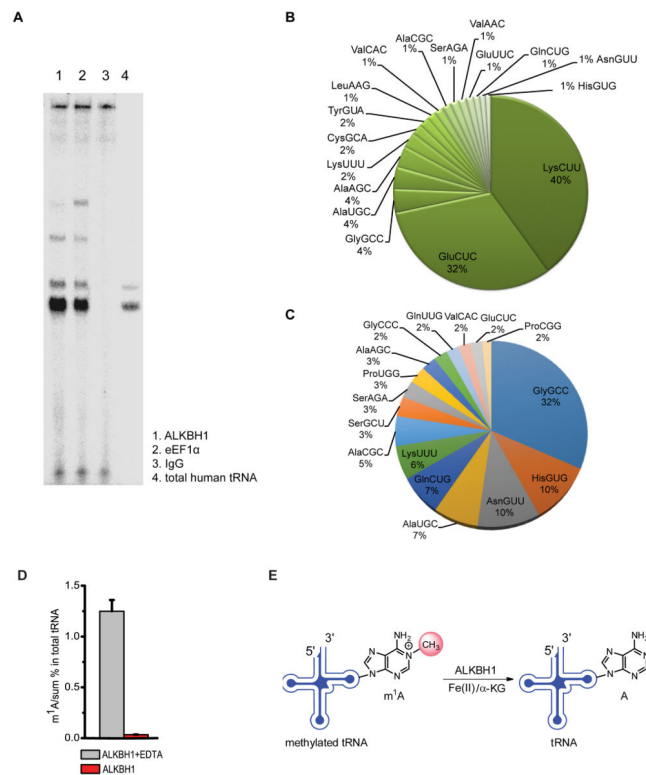 A
1 2 3 4
1. ALKBH1
2. eEF1α
3. IgG
4. total human tRNA
B
ValAAC
1%
AlaCGC
1%
SerAGA
1%
GluUUC
1%
GlnCUG
1%
1% AsnGUU
1% HisGUG
ValCAC
1%
LeuAAG
1%
TyrGUA
2%
CysGCA
2%
LysUUU
2%
AlaAGC
4%
AlaUGC
4%
GlyGCC
4%
LysCUU
40%
GluCUC
32%
C
GlnUUG
2%
ValCAC
2%
GluCUC
2%
ProCGG
2%
GlyCCC
2%
AlaAGC
3%
ProUGG
3%
SerAGA
3%
SerGCU
3%
AlaCGC
5%
LysUUU
6%
GlnCUG
7%
AlaUGC
7%
AsnGUU
10%
HisGUG
10%
GlyGCC
32%
D
m¹A/sum % in total tRNA
1.5
1.0
0.5
0.0
ALKBH1+EDTA
ALKBH1
E
5' 3'
NH₂
CH₃
N
N
N
N
+
m¹A
methylated tRNA
ALKBH1
Fe(II)/α-KG
5' 3'
NH₂
N
N
N
N
A
tRNA